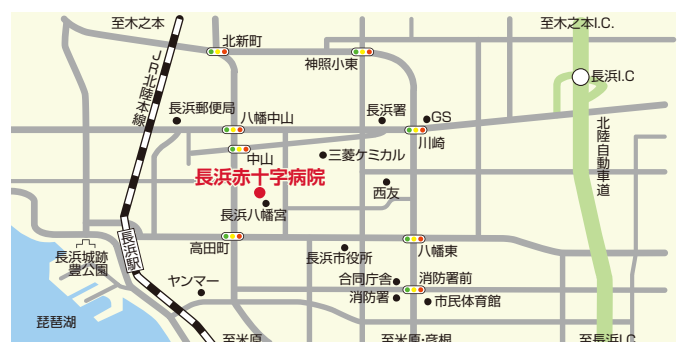 至木之本
至木之本I.C.
北新町
神照小東
JR北陸本線
長浜I.C
長浜郵便局
八幡中山
長浜署
GS
川崎
北陸自動車道
中山
三菱ケミカル
長浜赤十字病院
西友
長浜八幡宮
長浜駅
高田町
八幡東
長浜城跡
豊公園
長浜市役所
ヤンマー
合同庁舎
消防署前
消防署
市民体育館
琵琶湖
至米原
至米原・彦根
至長浜I.C